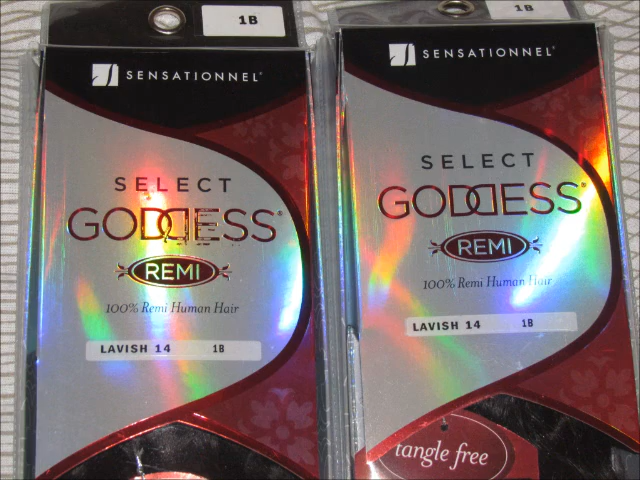 1B
SENSATIONNEL®
SELECT
GODDESS®
REMI
100% Remi Human Hair
LAVISH 14 1B
1B
SENSATIONNEL®
SELECT
GODDESS®
REMI
100% Remi Human Hair
LAVISH 14 1B
tangle free